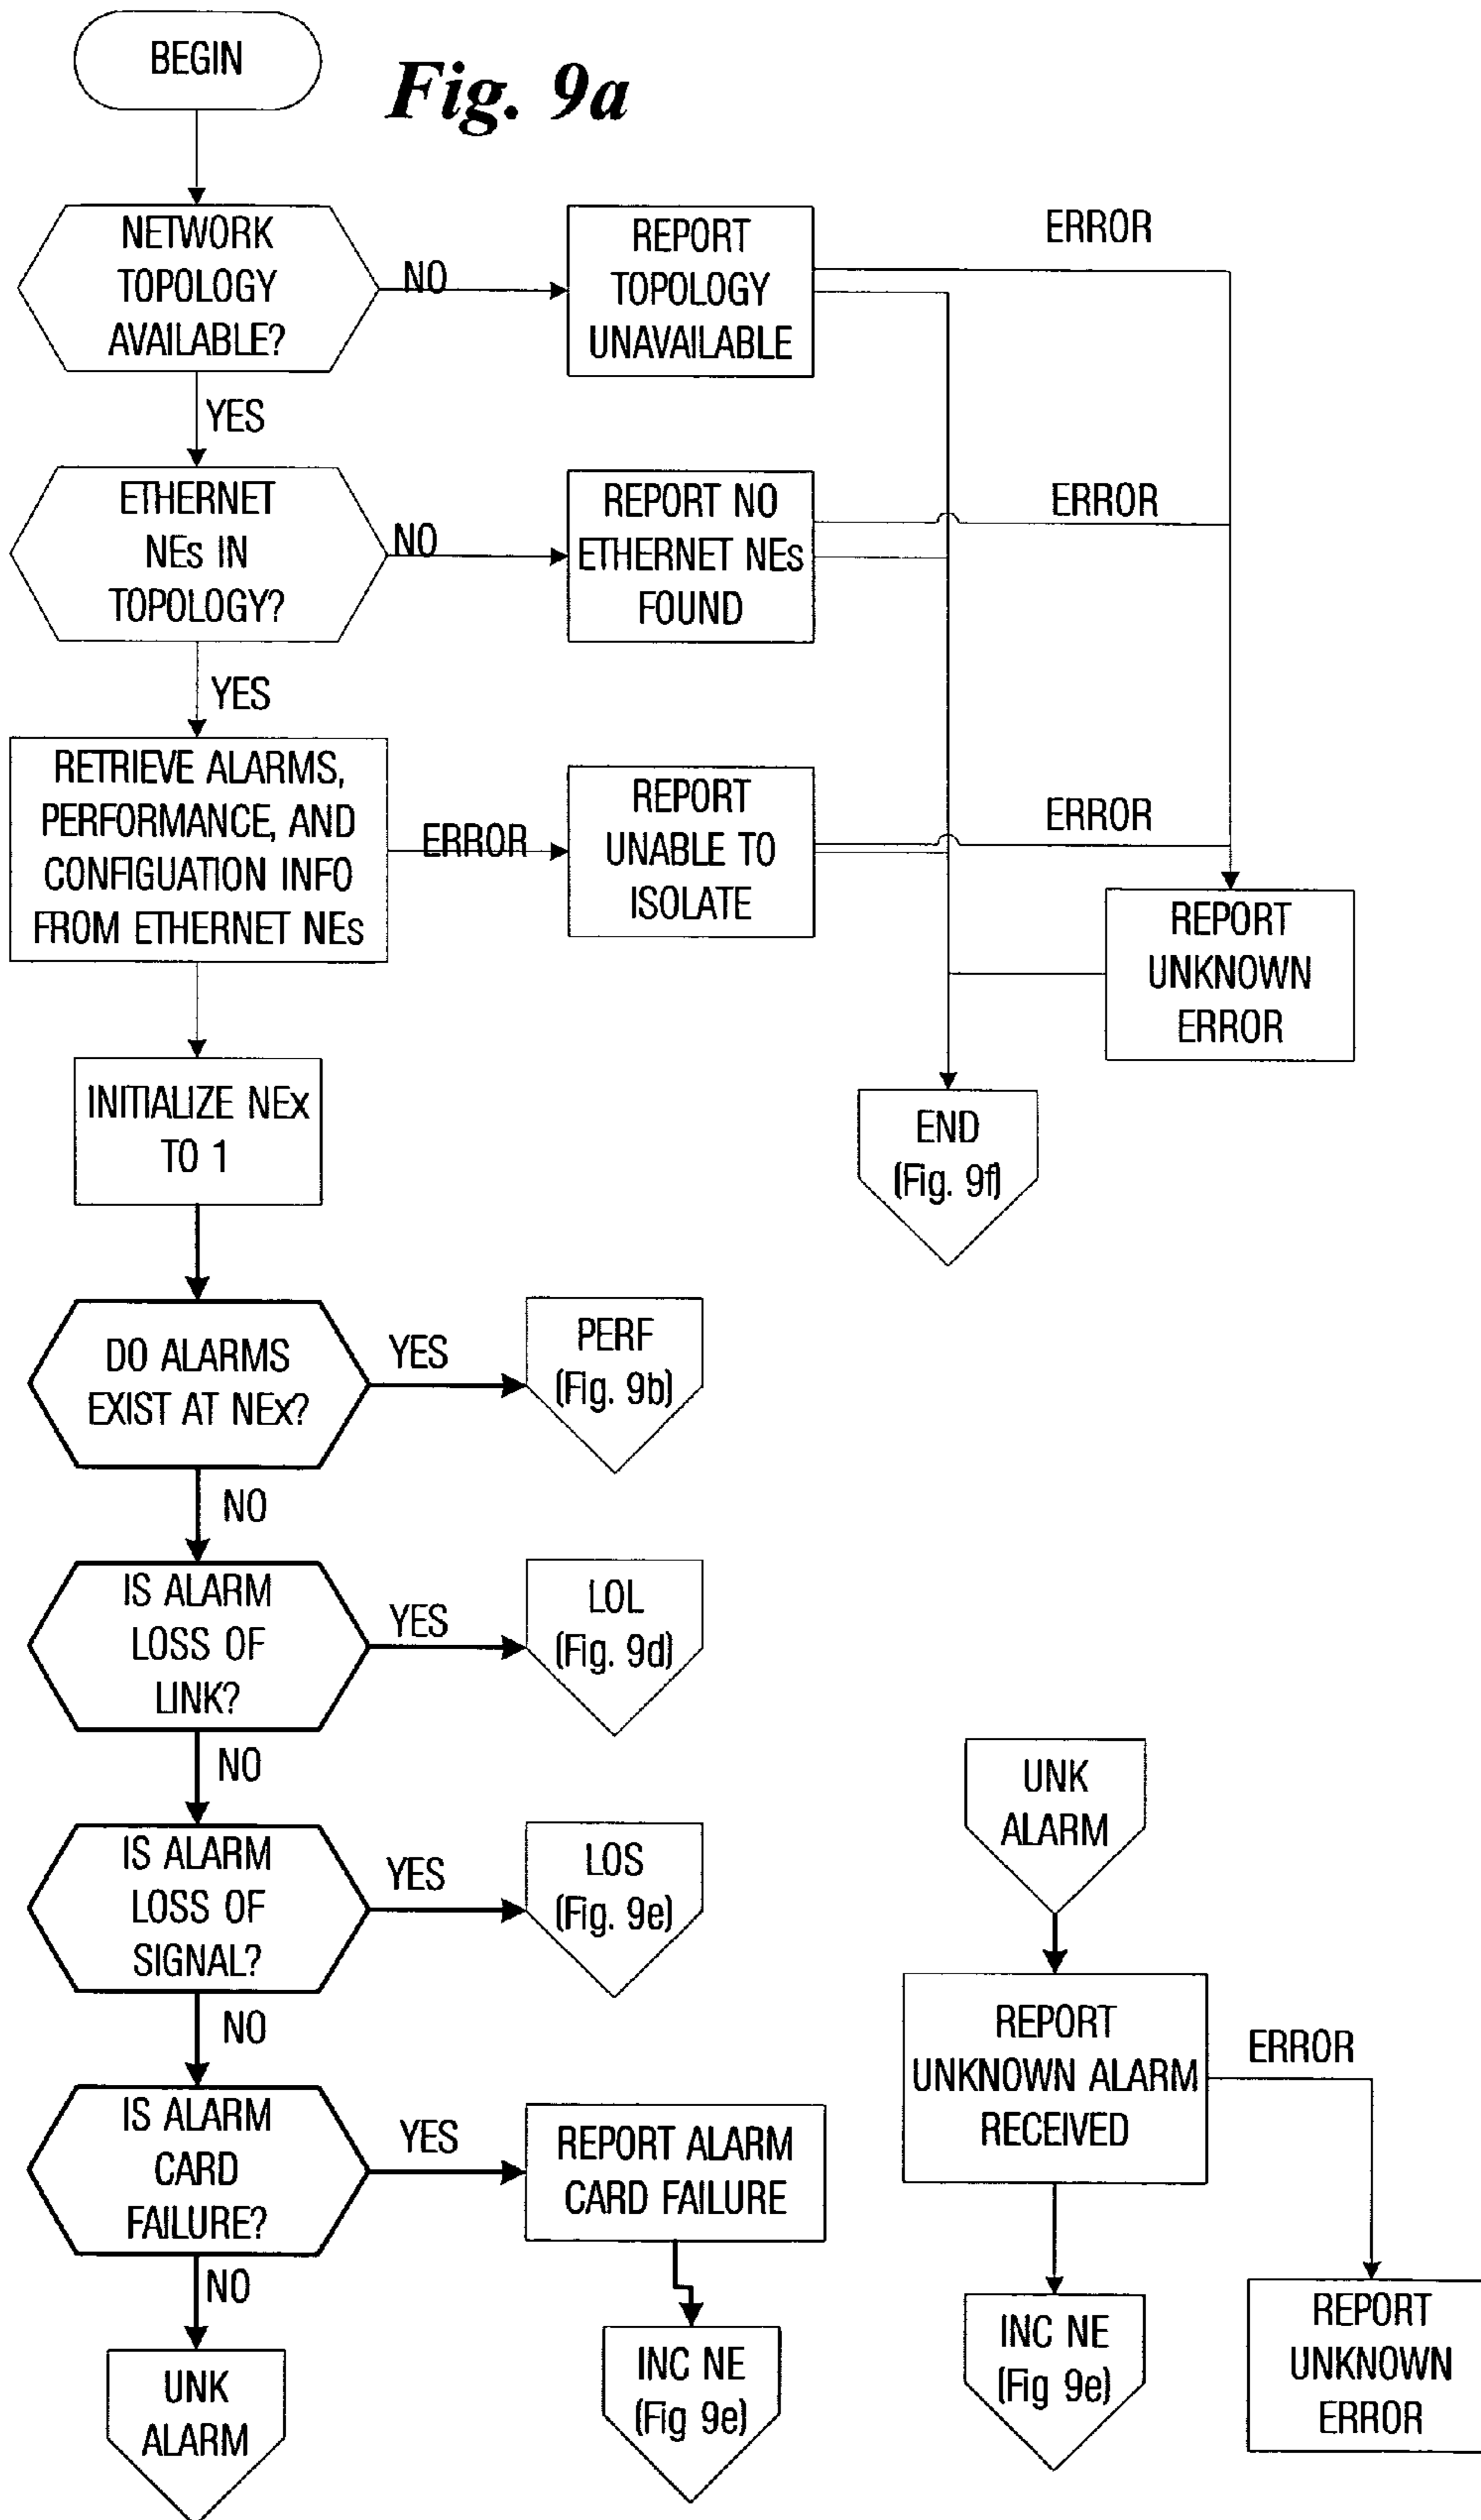 BEGIN
Fig. 9a
NETWORK
TOPOLOGY
AVAILABLE?
NO
REPORT
TOPOLOGY
UNAVAILABLE
ERROR
YES
ETHERNET
NEs IN
TOPOLOGY?
NO
REPORT NO
ETHERNET NEs
FOUND
ERROR
YES
RETRIEVE ALARMS,
PERFORMANCE, AND
CONFIGUATION INFO
FROM ETHERNET NEs
ERROR
REPORT
UNABLE TO
ISOLATE
ERROR
REPORT
UNKNOWN
ERROR
INITIALIZE NEx
TO 1
END
(Fig. 9f)
DO ALARMS
EXIST AT NEx?
YES
PERF
(Fig. 9b)
NO
IS ALARM
LOSS OF
LINK?
YES
LOL
(Fig. 9d)
NO
IS ALARM
LOSS OF
SIGNAL?
YES
LOS
(Fig. 9e)
NO
IS ALARM
CARD
FAILURE?
YES
REPORT ALARM
CARD FAILURE
INC NE
(Fig 9e)
NO
UNK
ALARM
UNK
ALARM
REPORT
UNKNOWN ALARM
RECEIVED
ERROR
INC NE
(Fig 9e)
REPORT
UNKNOWN
ERROR